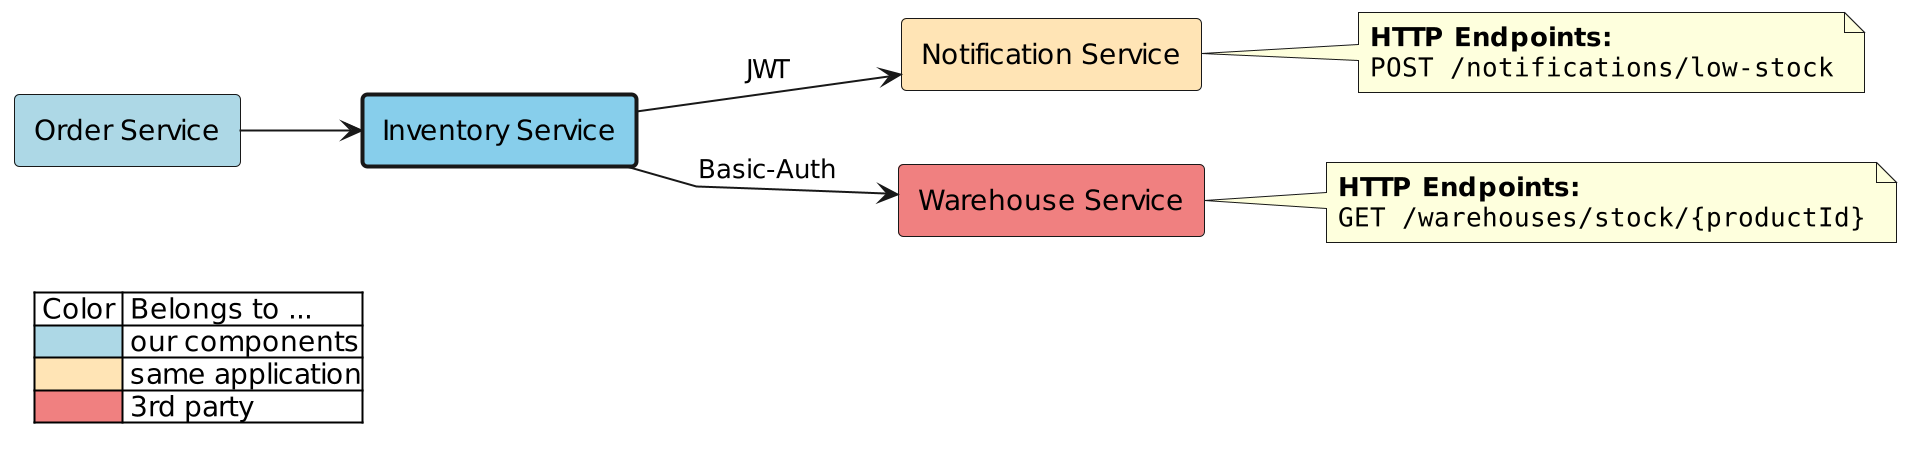 Order Service
Inventory Service
JWT
Basic-Auth
Notification Service
Warehouse Service
HTTP Endpoints:
POST /notifications/low-stock
HTTP Endpoints:
GET /warehouses/stock/{productId}
Color Belongs to ...
our components
same application
3rd party